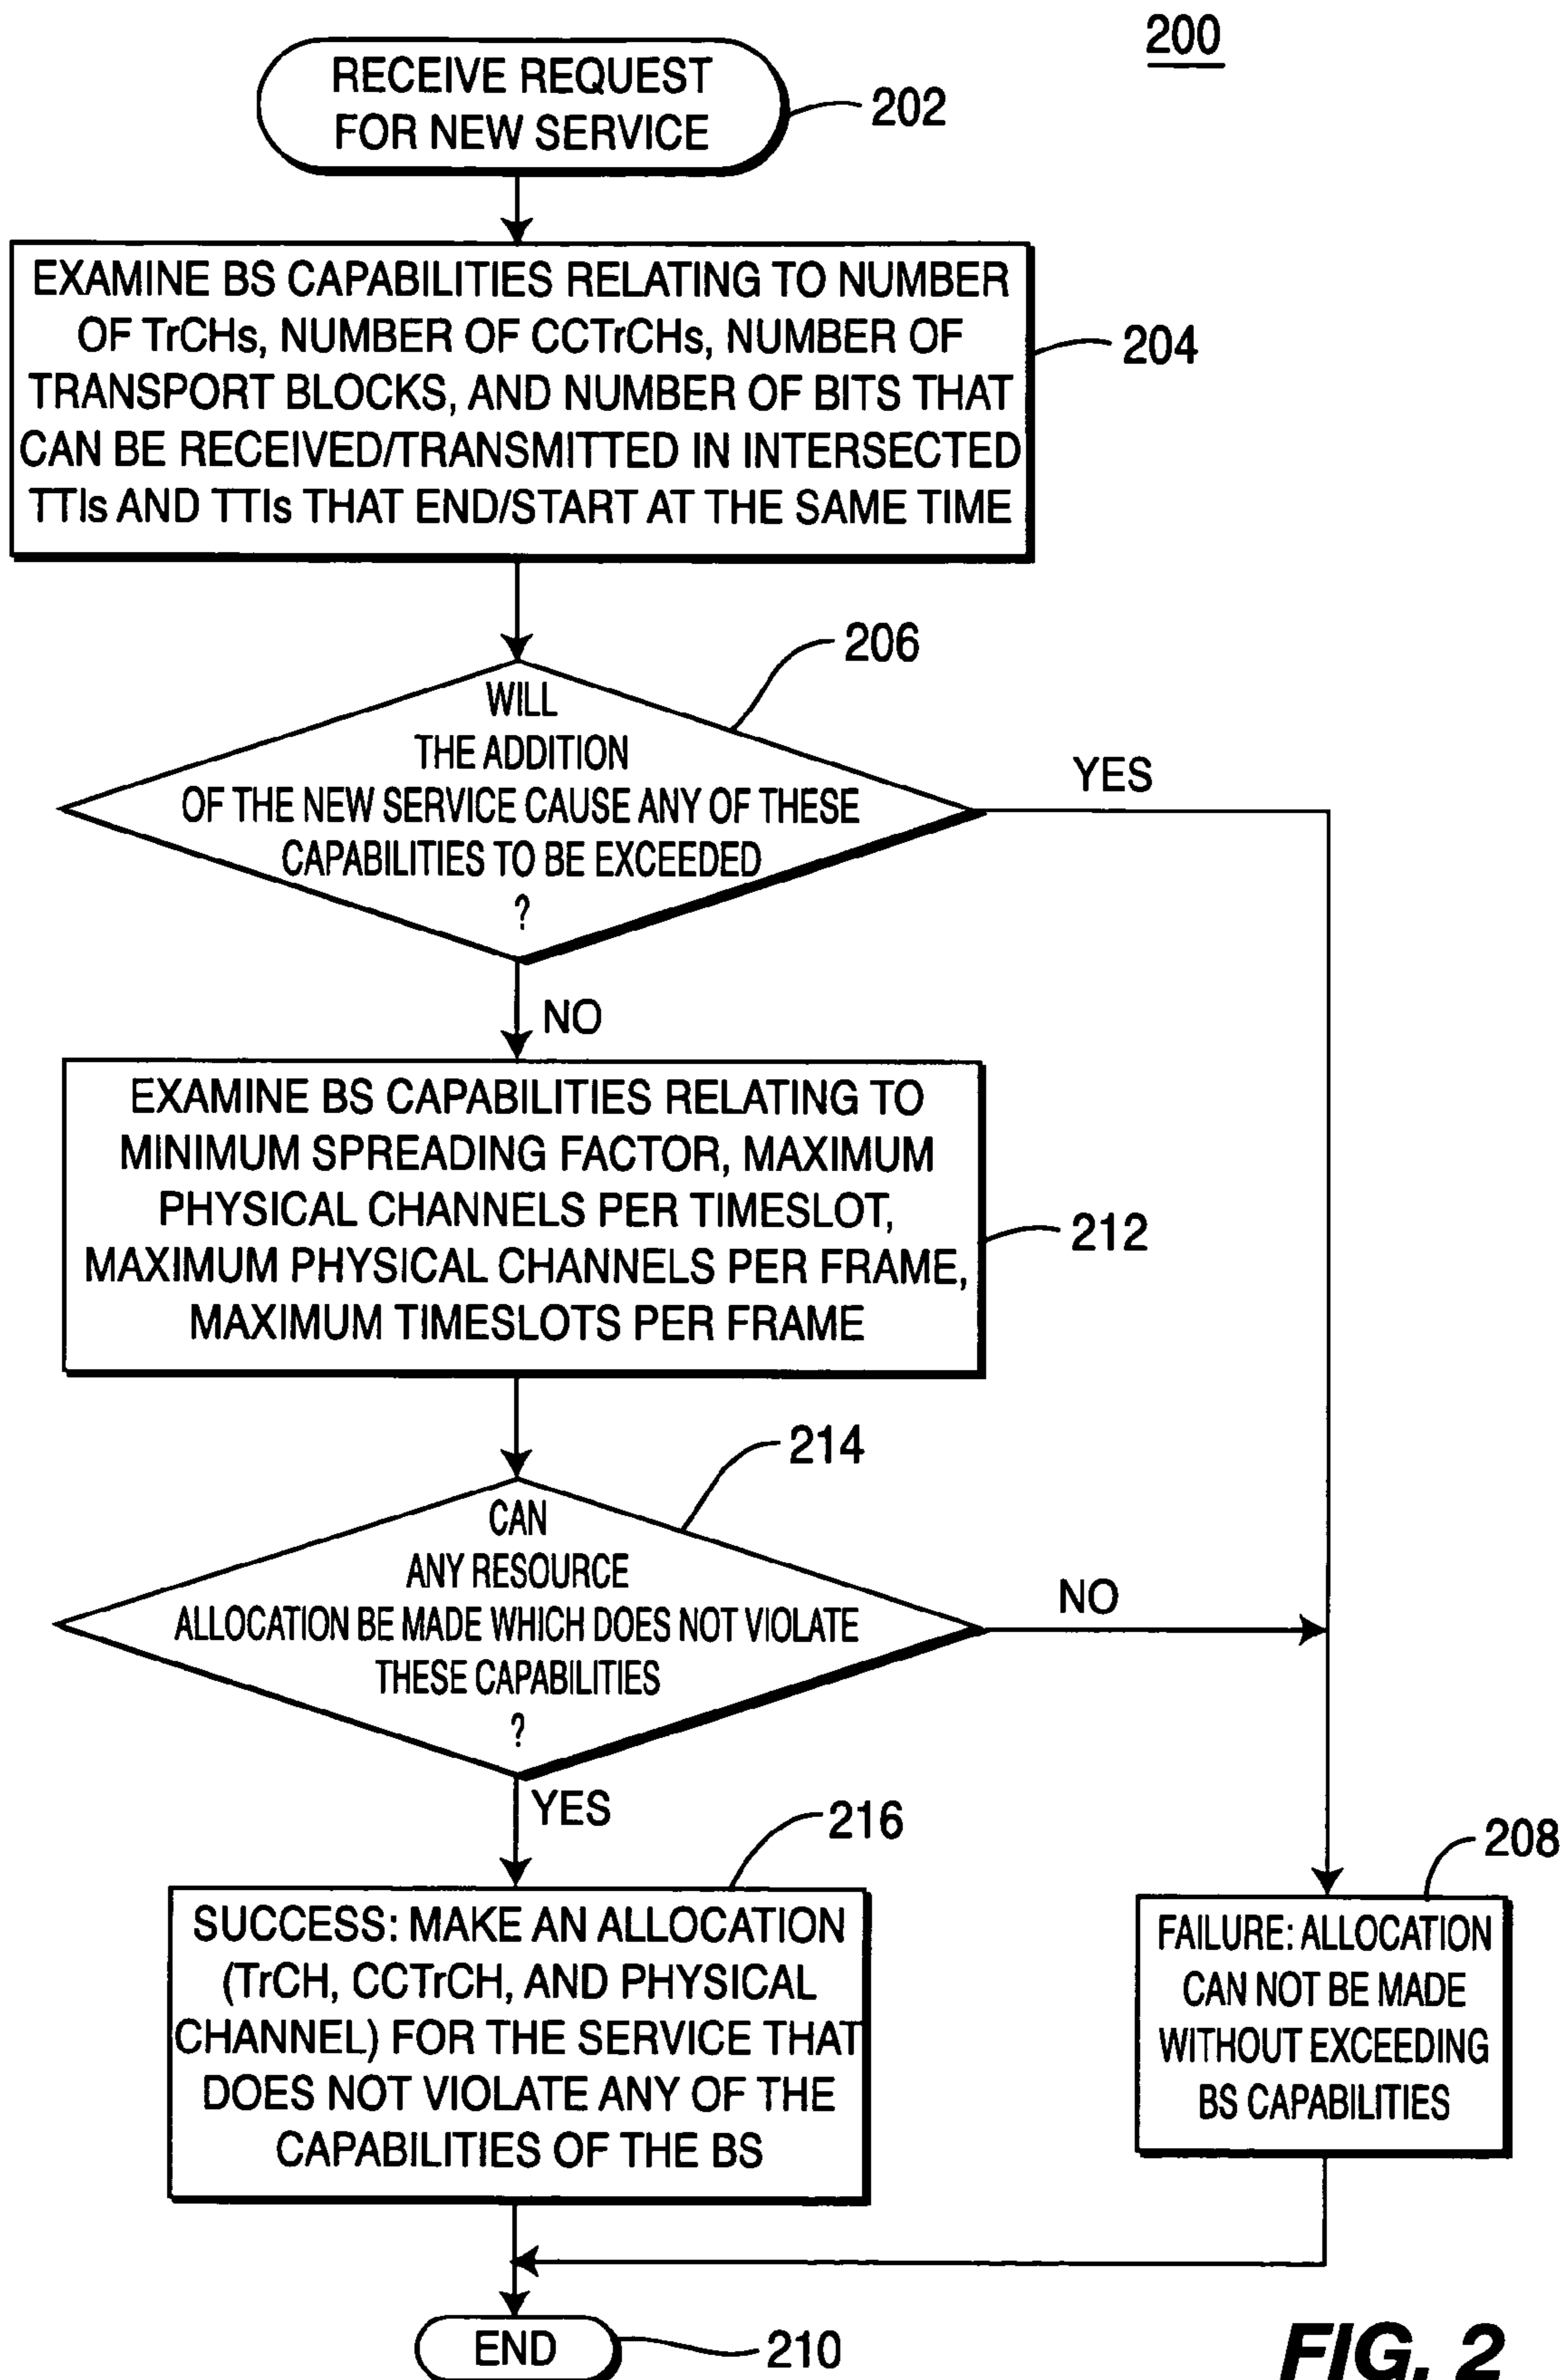 200
RECEIVE REQUEST
FOR NEW SERVICE
202
EXAMINE BS CAPABILITIES RELATING TO NUMBER
OF TrCHs, NUMBER OF CCTrCHs, NUMBER OF
TRANSPORT BLOCKS, AND NUMBER OF BITS THAT
CAN BE RECEIVED/TRANSMITTED IN INTERSECTED
TTIs AND TTIs THAT END/START AT THE SAME TIME
204
206
WILL
THE ADDITION
OF THE NEW SERVICE CAUSE ANY OF THESE
CAPABILITIES TO BE EXCEEDED
?
YES
NO
EXAMINE BS CAPABILITIES RELATING TO
MINIMUM SPREADING FACTOR, MAXIMUM
PHYSICAL CHANNELS PER TIMESLOT,
MAXIMUM PHYSICAL CHANNELS PER FRAME,
MAXIMUM TIMESLOTS PER FRAME
212
214
CAN
ANY RESOURCE
ALLOCATION BE MADE WHICH DOES NOT VIOLATE
THESE CAPABILITIES
?
NO
YES
216
SUCCESS: MAKE AN ALLOCATION
(TrCH, CCTrCH, AND PHYSICAL
CHANNEL) FOR THE SERVICE THAT
DOES NOT VIOLATE ANY OF THE
CAPABILITIES OF THE BS
208
FAILURE: ALLOCATION
CAN NOT BE MADE
WITHOUT EXCEEDING
BS CAPABILITIES
END
210
FIG. 2